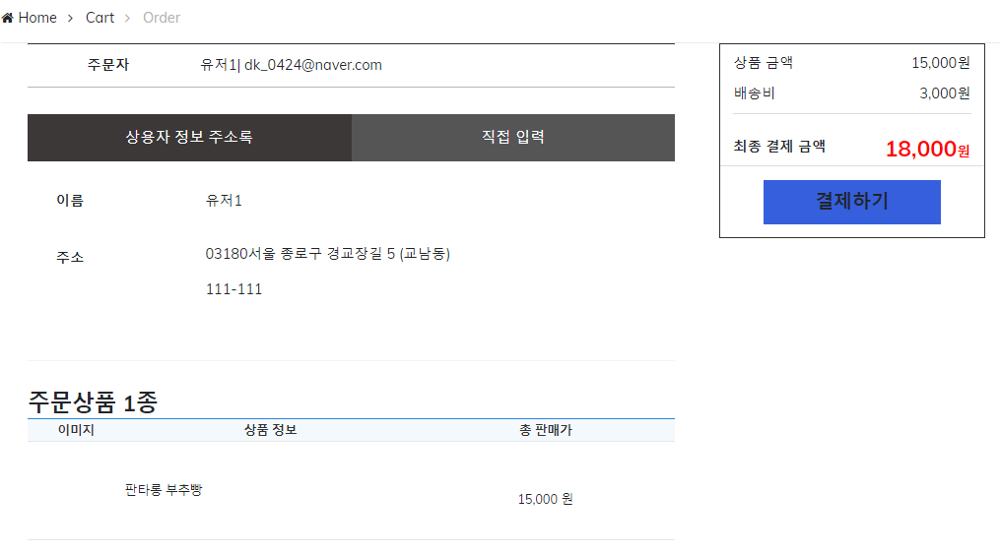 Home > Cart > Order
주문자 유저1| dk_0424@naver.com
상용자 정보 주소록 직접 입력
이름 유저1
주소 03180서울 종로구 경교장길 5 (교남동)
111-111
주문상품 1종
이미지 상품 정보 총 판매가
판타롱 부추빵 15,000 원
상품 금액 15,000원
배송비 3,000원
최종 결제 금액 18,000원
결제하기